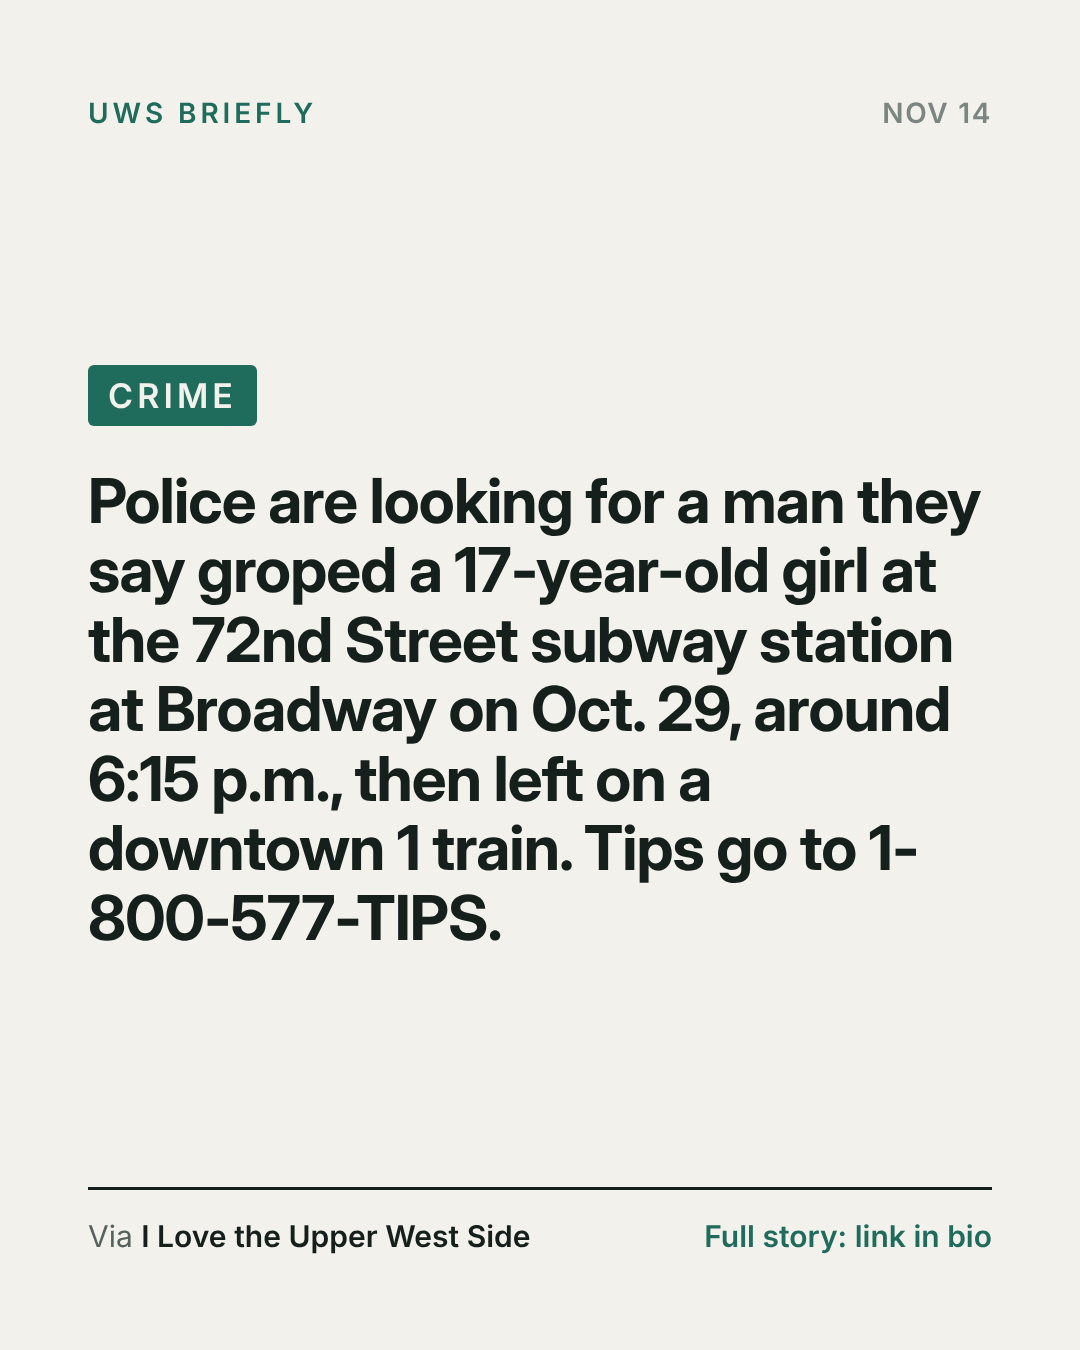 UWS BRIEFLY
NOV 14
CRIME
Police are looking for a man they
say groped a 17-year-old girl at
the 72nd Street subway station
at Broadway on Oct. 29, around
6:15 p.m., then left on a
downtown 1 train. Tips go to 1-
800-577-TIPS.
Via I Love the Upper West Side
Full story: link in bio